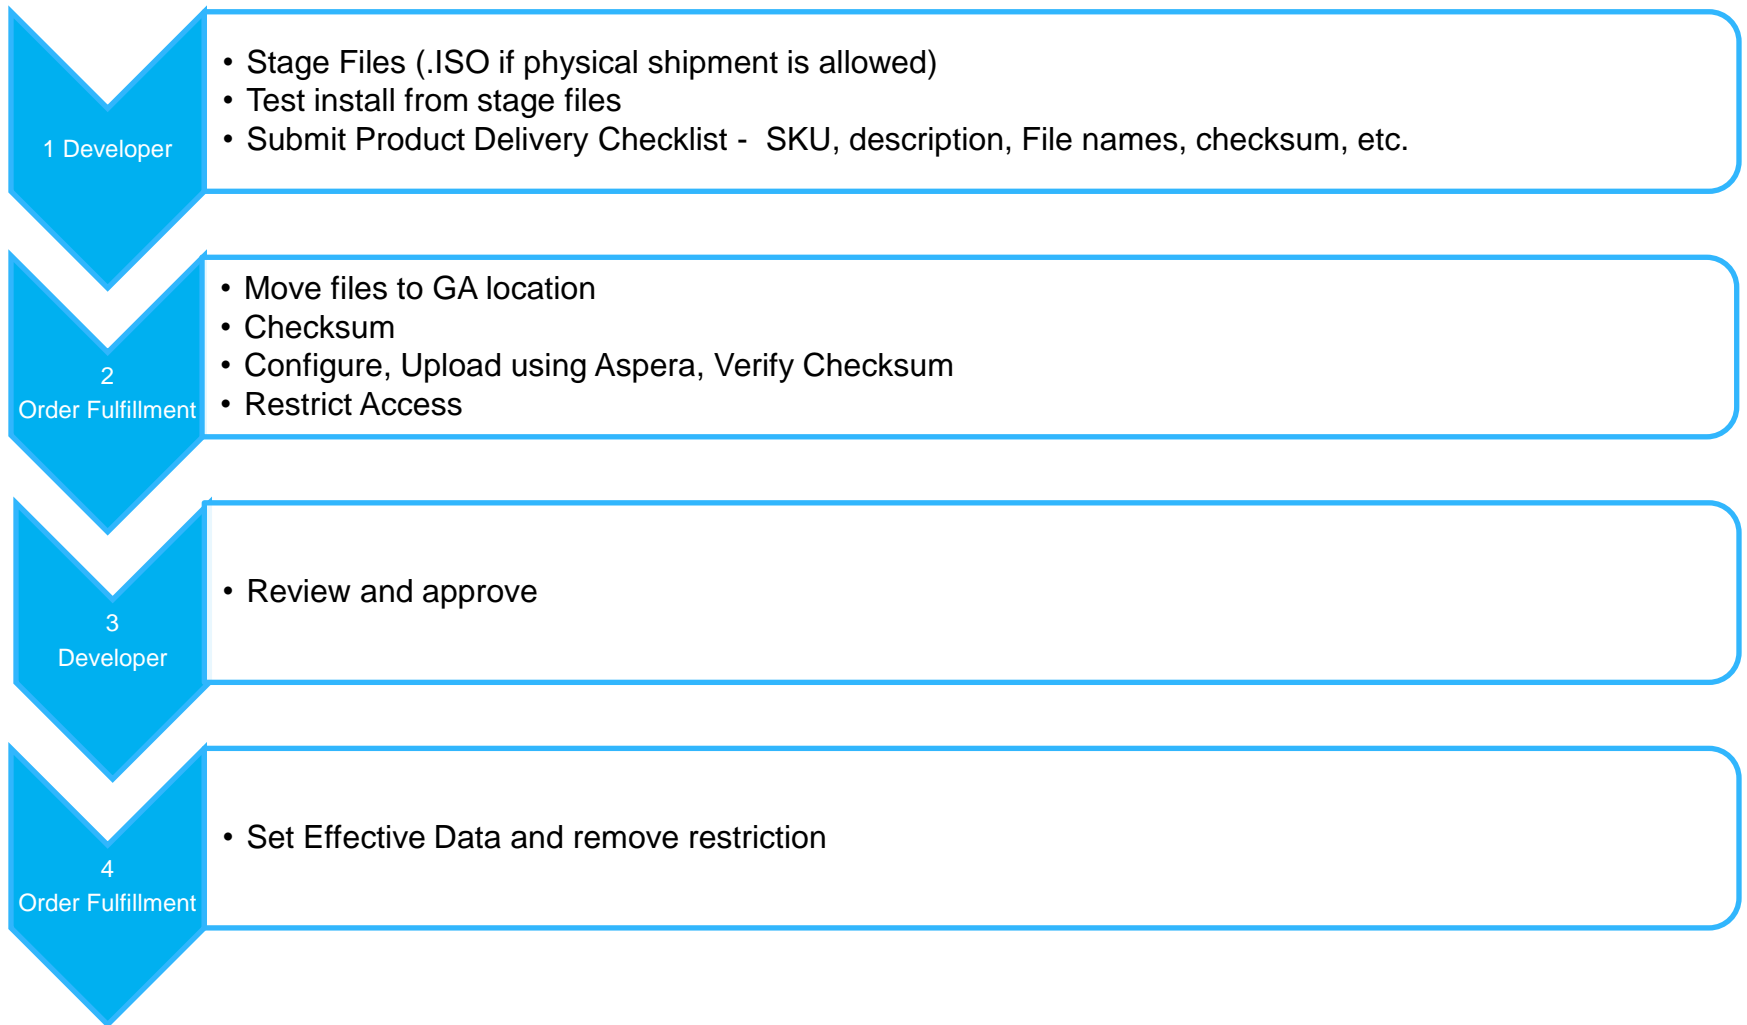 1 Developer
• Stage Files (.ISO if physical shipment is allowed)
• Test install from stage files
• Submit Product Delivery Checklist -  SKU, description, File names, checksum, etc.
2
Order Fulfillment
• Move files to GA location
• Checksum
• Configure, Upload using Aspera, Verify Checksum
• Restrict Access
3
Developer
• Review and approve
4
Order Fulfillment
• Set Effective Data and remove restriction